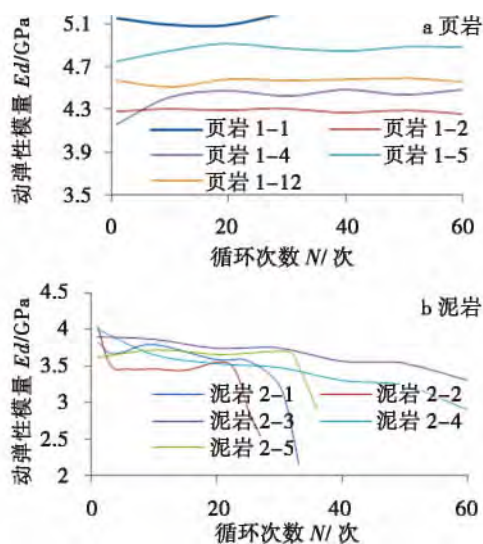 动弹性模量 Ed/GPa
5.1
4.7
4.3
3.9
3.5
a 页岩
页岩 1-1 页岩 1-2
页岩 1-4 页岩 1-5
页岩 1-12
0 20 40 60
循环次数 N/ 次
动弹性模量 Ed/GPa
4.5
4
3.5
3
2.5
2
b 泥岩
泥岩 2-1 泥岩 2-2
泥岩 2-3 泥岩 2-4
泥岩 2-5
0 20 40 60
循环次数 N/ 次